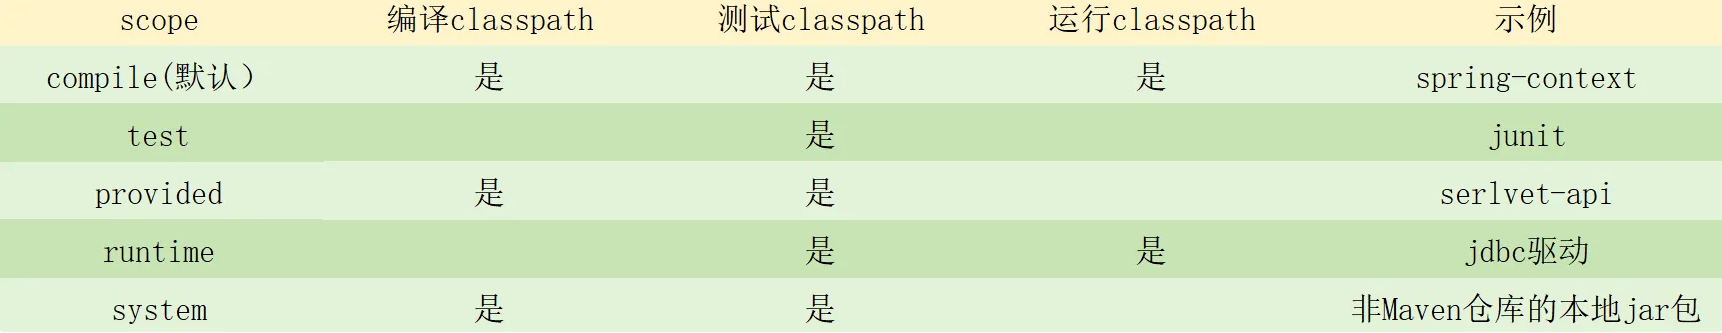 scope 编译classpath 测试classpath 运行classpath 示例
compile(默认） 是 是 是 spring-context
test 是 junit
provided 是 是 serlvet-api
runtime 是 是 jdbc驱动
system 是 是 非Maven仓库的本地jar包